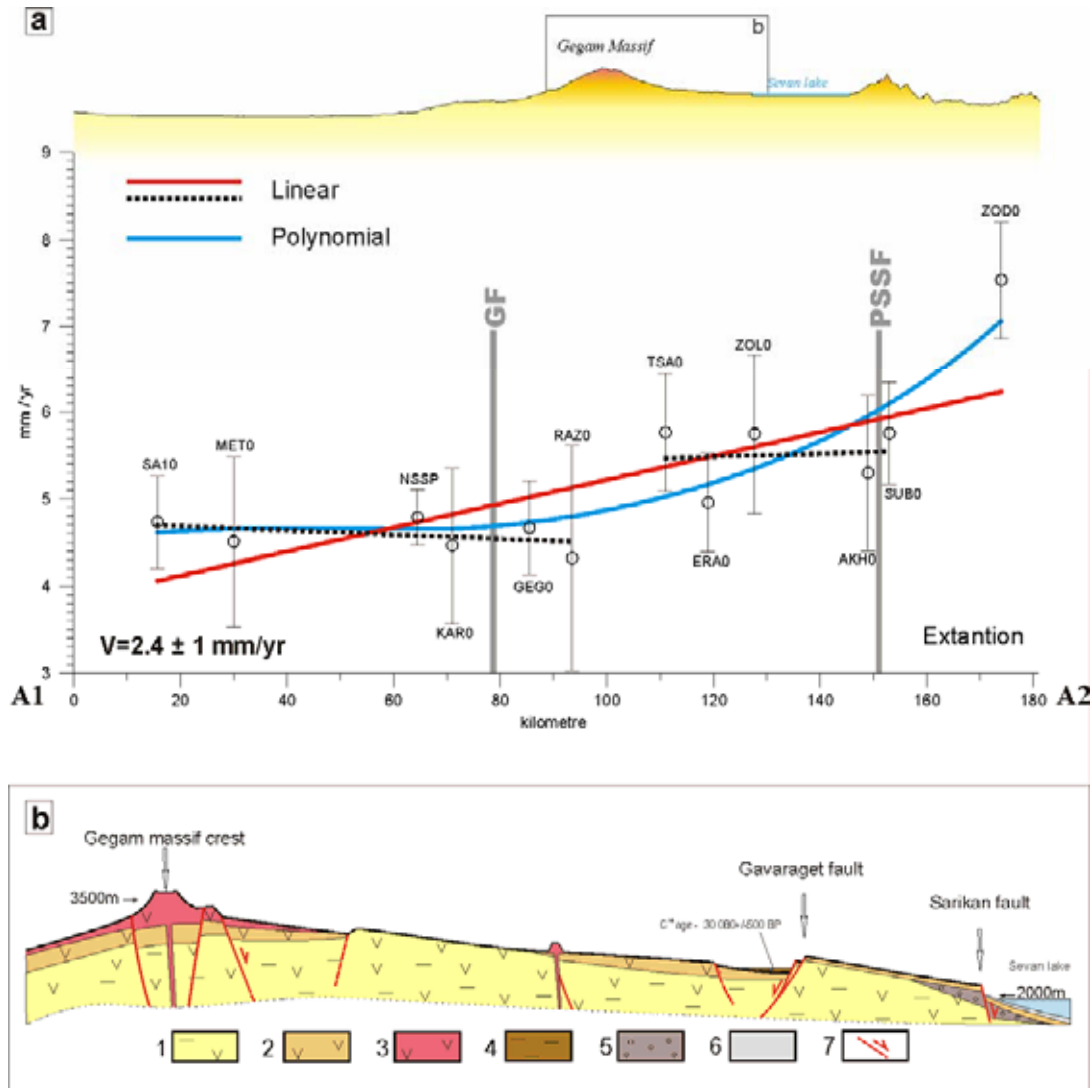 a
b
Gegam Massif
Sevan lake
9
8
7
6
5
4
3
mm /yr
Linear
Polynomial
ZOD0
GF
PSSF
TSA0
ZOL0
RAZ0
MET0
SA10
NSSP
SUB0
ERA0
AKH0
GEG0
KAR0
V=2.4 ± 1 mm/yr
Extantion
A1
A2
0 20 40 60 80 100 120 140 160 181
kilometre
b
Gegam massif crest
3500m
Gavaraget fault
Sarikan fault
Sevan lake
2000m
1 2 3 4 5 6 7